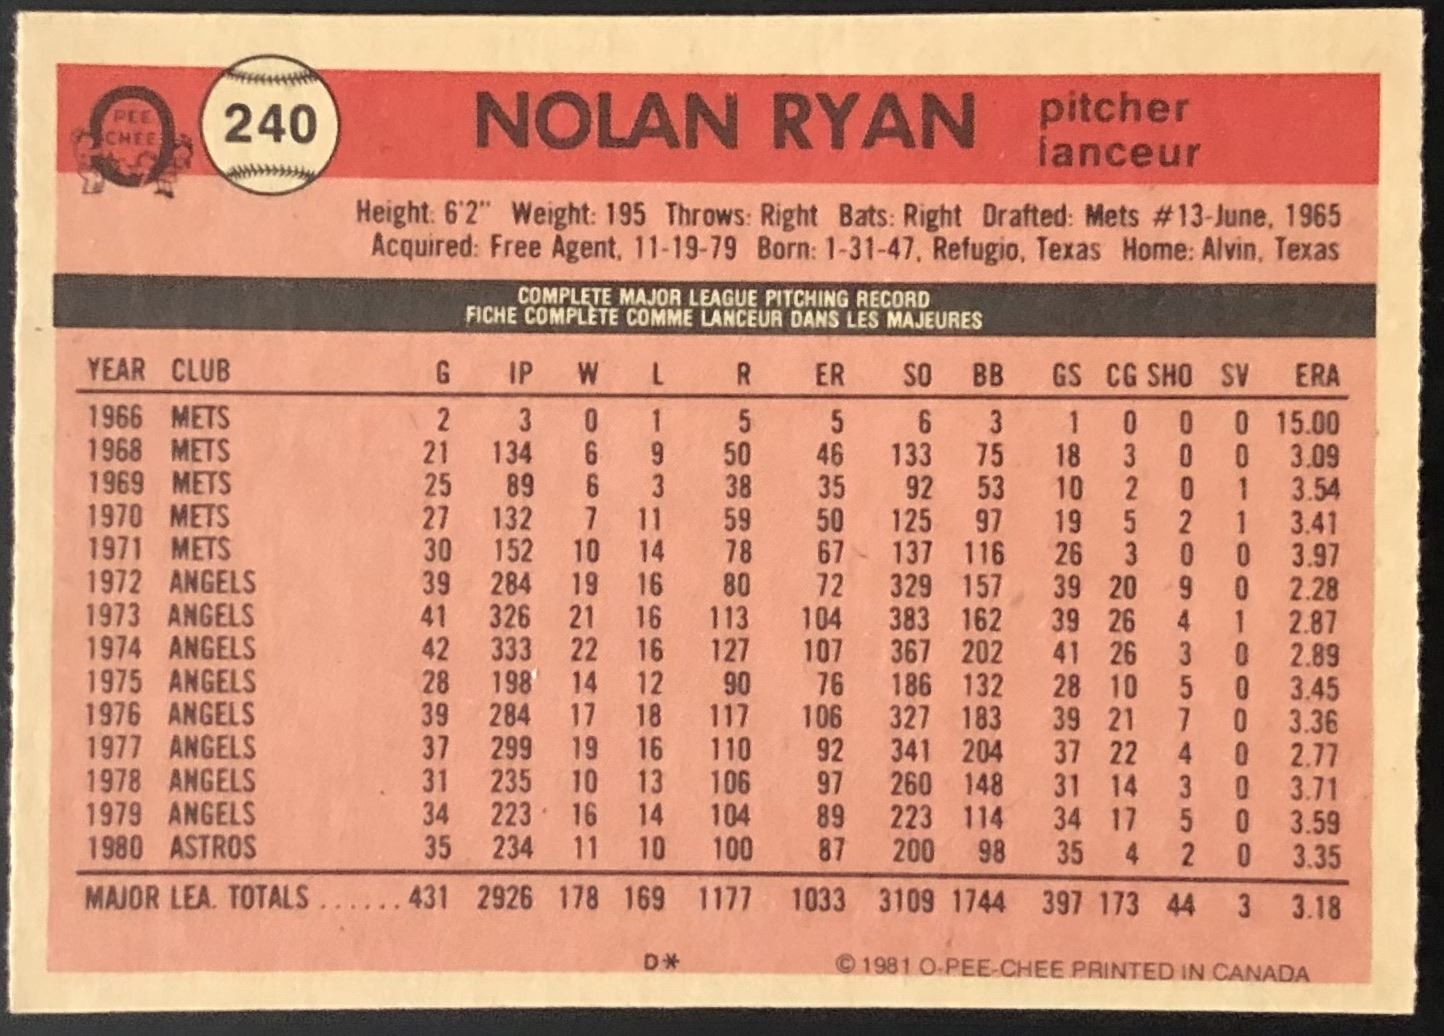 O PEE CHEE
240
NOLAN RYAN
pitcher
lanceur
Height: 6'2" Weight: 195 Throws: Right Bats: Right Drafted: Mets #13-June, 1965
Acquired: Free Agent, 11-19-79 Born: 1-31-47, Refugio, Texas Home: Alvin, Texas
COMPLETE MAJOR LEAGUE PITCHING RECORD
FICHE COMPLÈTE COMME LANCEUR DANS LES MAJEURES
YEAR CLUB G IP W L R ER SO BB GS CG SHO SV ERA
1966 METS 2 3 0 1 5 5 6 3 1 0 0 0 15.00
1968 METS 21 134 6 9 50 46 133 75 18 3 0 0 3.09
1969 METS 25 89 6 3 38 35 92 53 10 2 0 1 3.54
1970 METS 27 132 7 11 59 50 125 97 19 5 2 1 3.41
1971 METS 30 152 10 14 78 67 137 116 26 3 0 0 3.97
1972 ANGELS 39 284 19 16 80 72 329 157 39 20 9 0 2.28
1973 ANGELS 41 326 21 16 113 104 383 162 39 26 4 1 2.87
1974 ANGELS 42 333 22 16 127 107 367 202 41 26 3 0 2.89
1975 ANGELS 28 198 14 12 90 76 186 132 28 10 5 0 3.45
1976 ANGELS 39 284 17 18 117 106 327 183 39 21 7 0 3.36
1977 ANGELS 37 299 19 16 110 92 341 204 37 22 4 0 2.77
1978 ANGELS 31 235 10 13 106 97 260 148 31 14 3 0 3.71
1979 ANGELS 34 223 16 14 104 89 223 114 34 17 5 0 3.59
1980 ASTROS 35 234 11 10 100 87 200 98 35 4 2 0 3.35
MAJOR LEA. TOTALS ...... 431 2926 178 169 1177 1033 3109 1744 397 173 44 3 3.18
D* © 1981 O-PEE-CHEE PRINTED IN CANADA